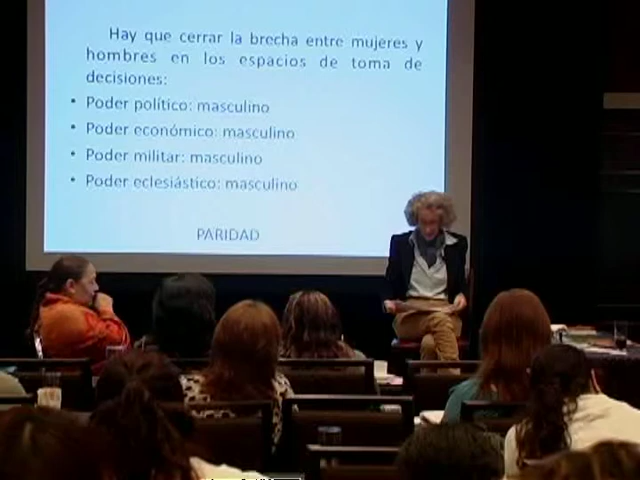 Hay que cerrar la brecha entre mujeres y
hombres en los espacios de toma de
decisiones:
• Poder político: masculino
• Poder económico: masculino
• Poder militar: masculino
• Poder eclesiástico: masculino
PARIDAD